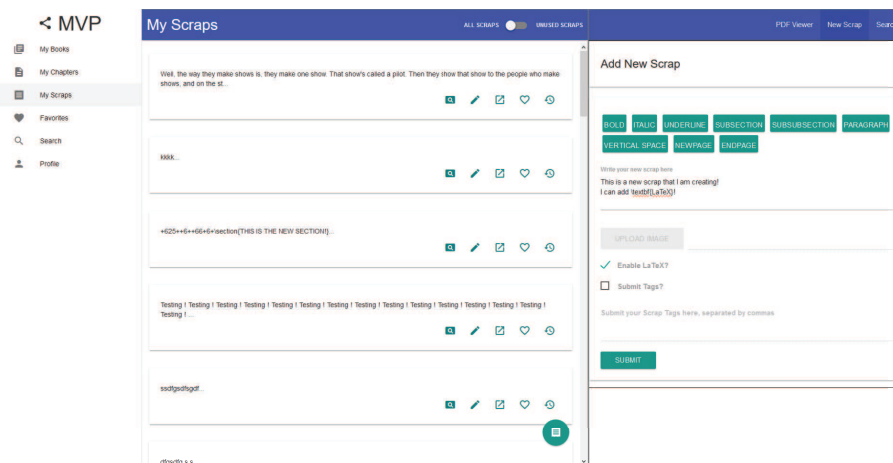 MVP
My Books
My Chapters
My Scraps
Favorites
Search
Profile
My Scraps
ALL SCRAPS
UNUSED SCRAPS
Well, the way they make shows is, they make one show. That show's called a pilot. Then they show that show to the people who make
shows, and on the st...
kkkk...
+625++6++66+6+\section{THIS IS THE NEW SECTION!}...
Testing ! Testing ! Testing ! Testing ! Testing ! Testing ! Testing ! Testing ! Testing ! Testing ! Testing ! Testing ! Testing ! Testing !
Testing !...
ssdfgsdfsgdf...
PDF Viewer
New Scrap
Add New Scrap
BOLD ITALIC UNDERLINE SUBSECTION SUBSUBSECTION PARAGRAPH
VERTICAL SPACE NEWPAGE ENDPAGE
Write your new scrap here
This is a new scrap that I am creating!
I can add \textbf{LaTeX}!
UPLOAD IMAGE
Enable LaTeX?
Submit Tags?
Submit your Scrap Tags here, separated by commas
SUBMIT